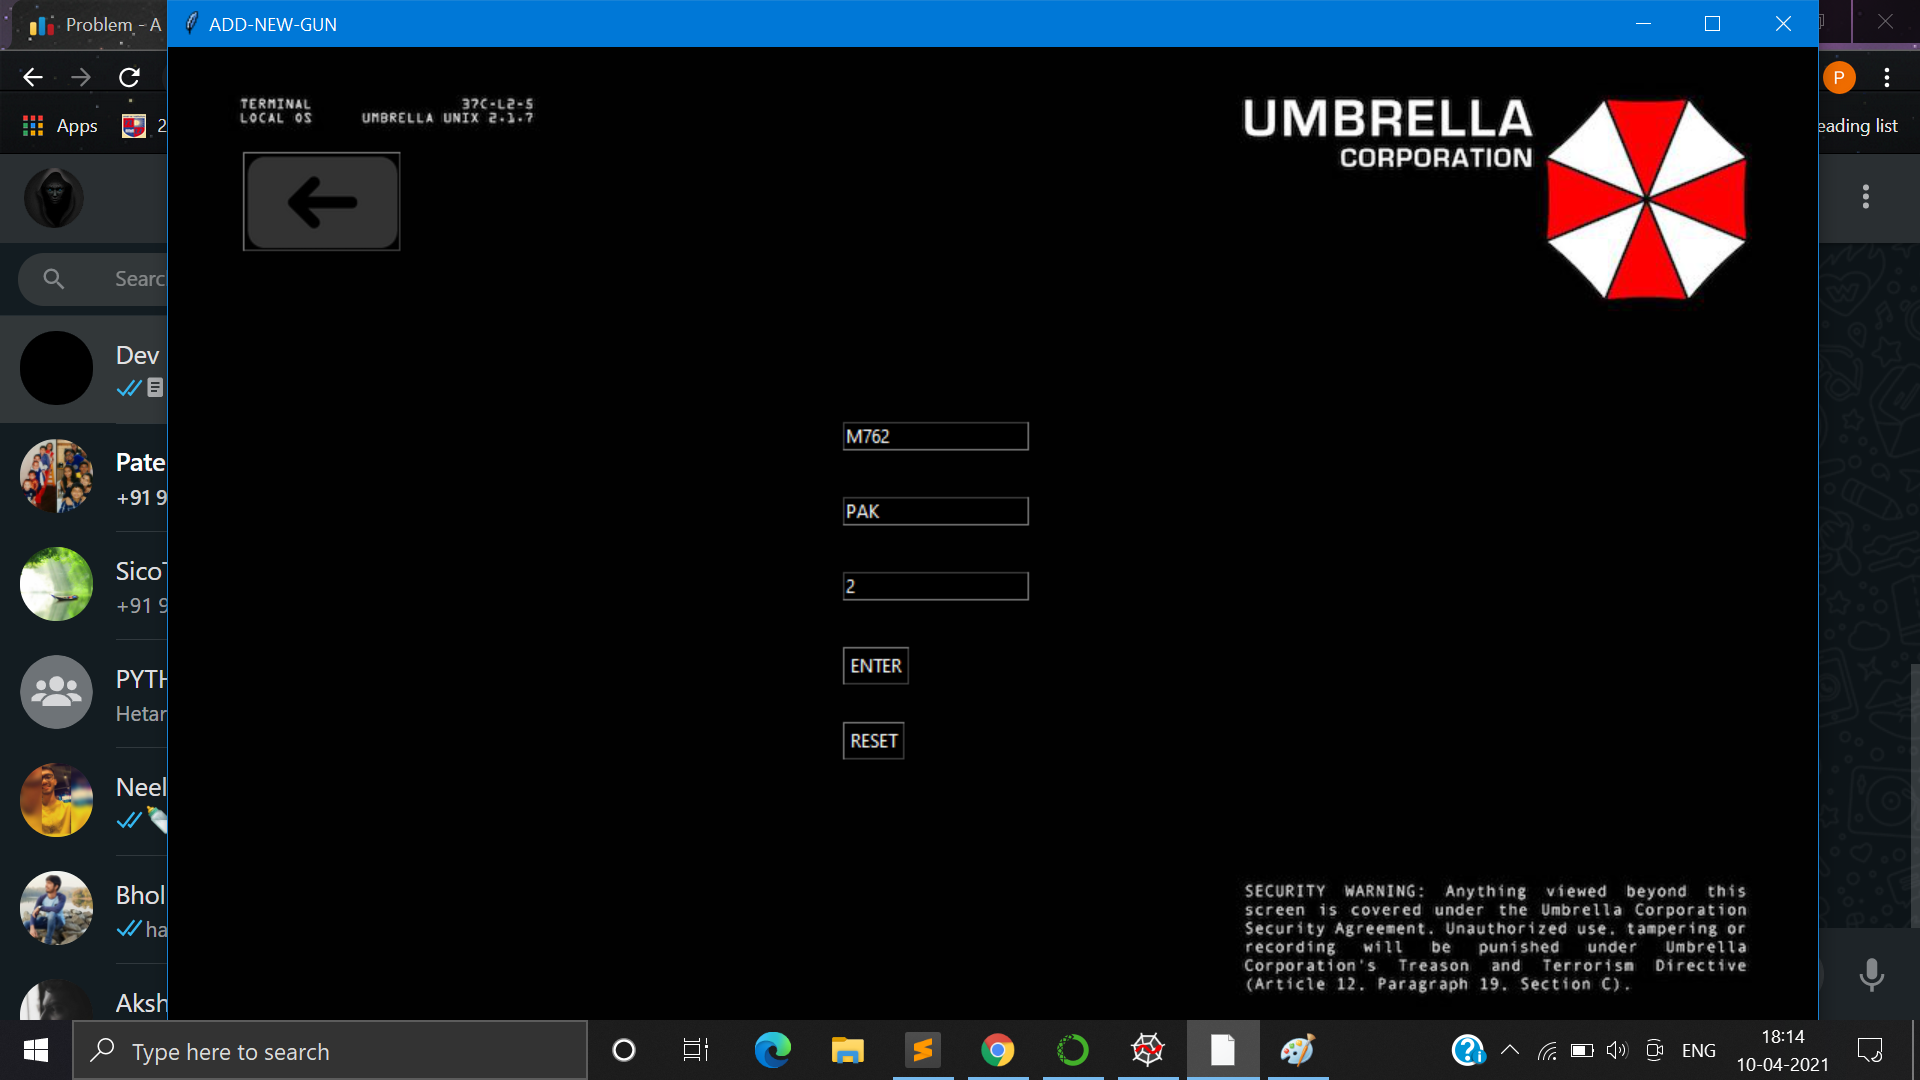 Problem - A
ADD-NEW-GUN
P
Apps
2
eading list
TERMINAL 37C-L2-S
LOCAL OS UMBRELLA UNIX 2.1.7
UMBRELLA
CORPORATION
Searc
Dev
Pate
+91 9
Sico
+91 9
PYTH
Hetar
Neel
Bhol
ha
Aksh
M762
PAK
2
ENTER
RESET
SECURITY WARNING: Anything viewed beyond this
screen is covered under the Umbrella Corporation
Security Agreement. Unauthorized use, tampering or
recording will be punished under Umbrella
Corporation's Treason and Terrorism Directive
(Article 12, Paragraph 19, Section C).
Type here to search
ENG
18:14
10-04-2021